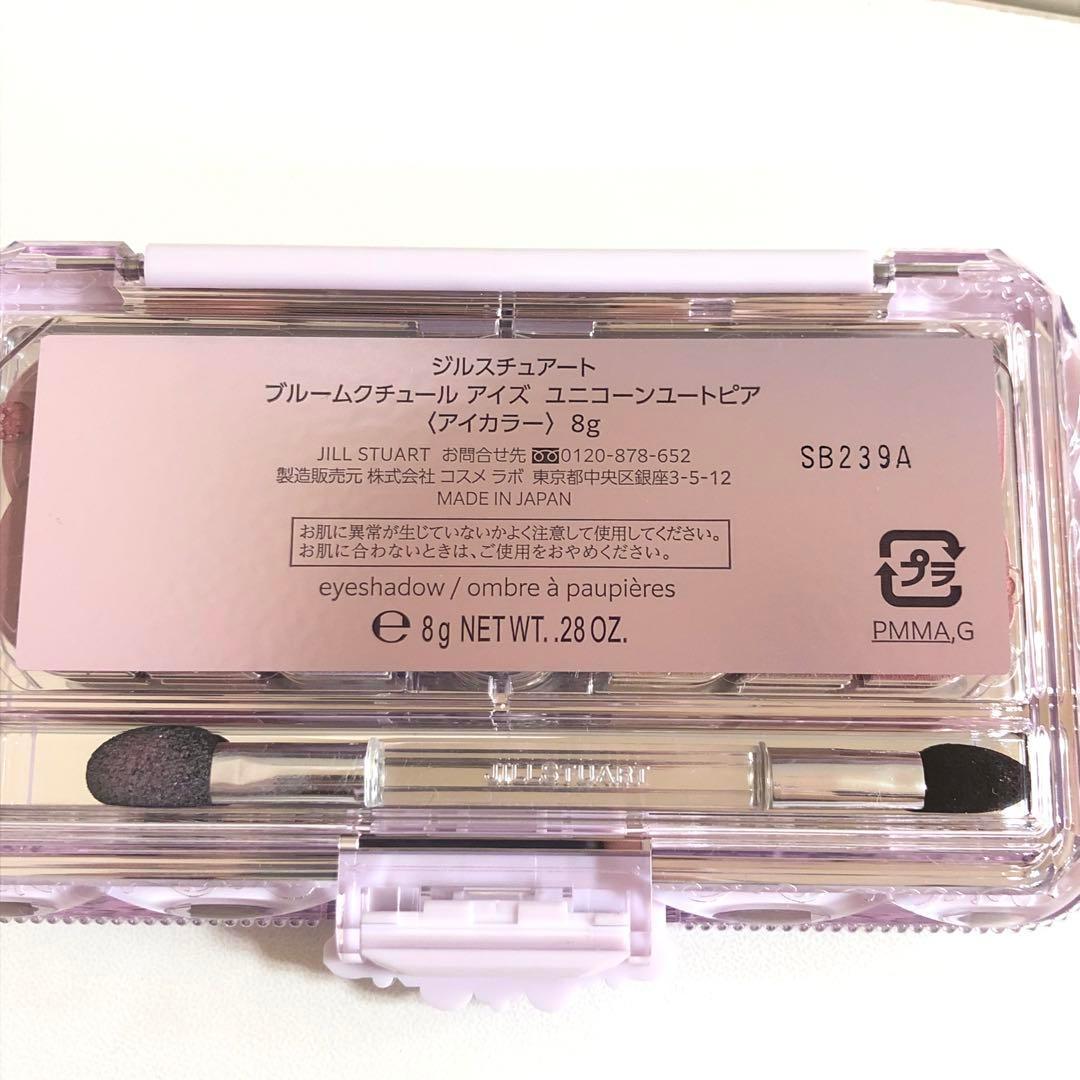 ジルスチュアート
ブルームクチュール アイズ ユニコーンユートピア
〈アイカラー〉 8g
JILL STUART お問合せ先 0120-878-652
製造販売元 株式会社 コスメ ラボ 東京都中央区銀座3-5-12
MADE IN JAPAN
SB239A
お肌に異常が生じていないかよく注意して使用してください。
お肌に合わないときは、ご使用をおやめください。
eyeshadow / ombre à paupières
℮ 8g NET WT. .28 OZ.
プラ
PMMA,G
JILLSTUART